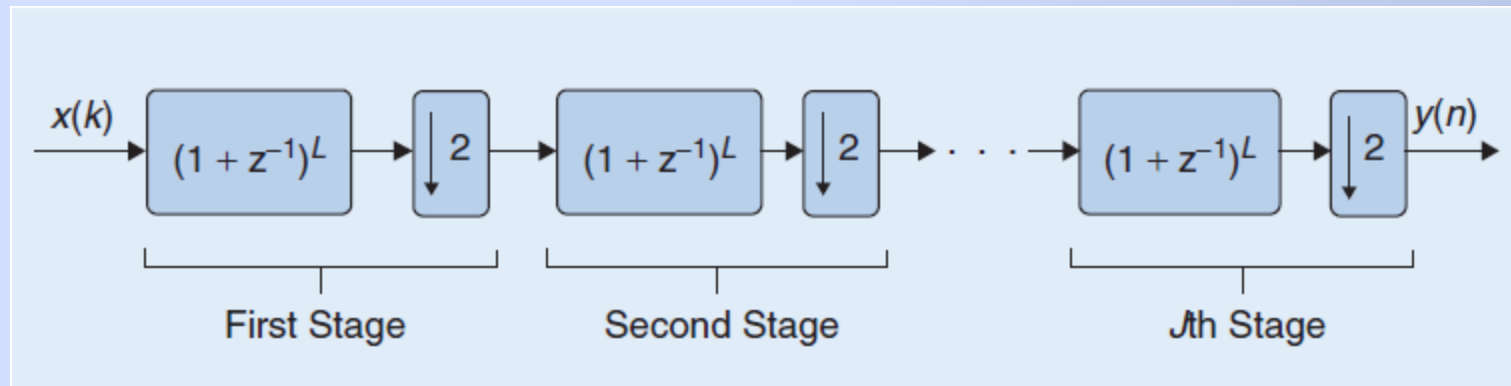 x(k) (1 + z⁻¹)ᴸ 2 (1 + z⁻¹)ᴸ 2 · · · (1 + z⁻¹)ᴸ 2 y(n)
First Stage Second Stage Jth Stage